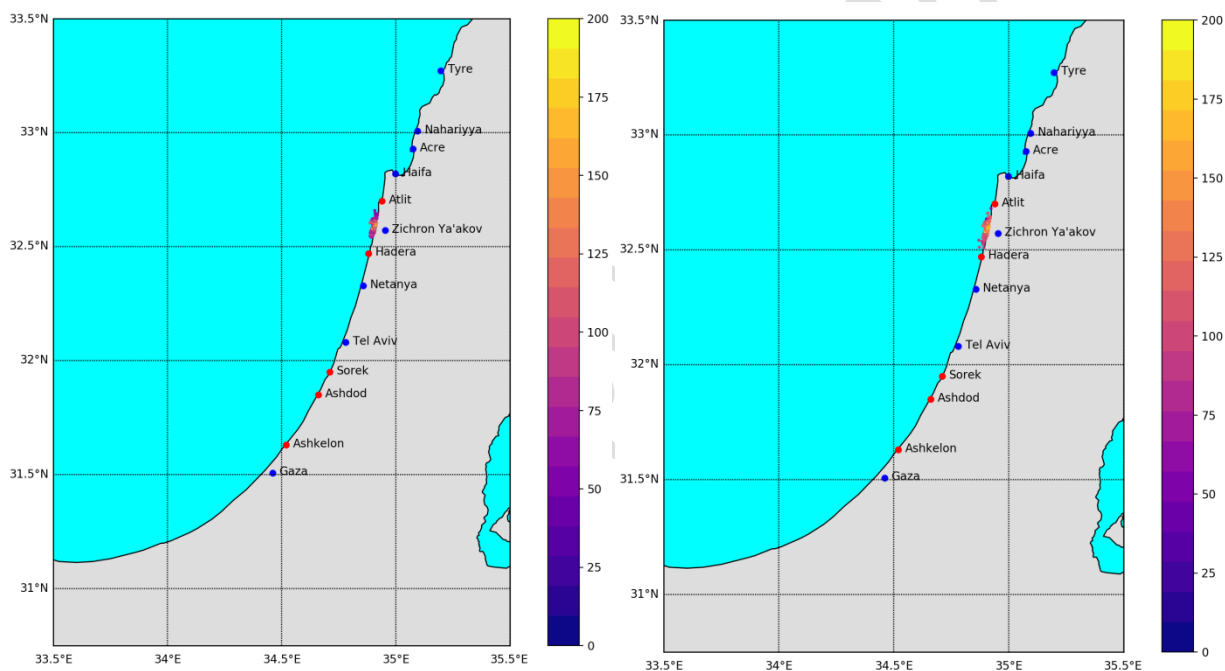 33.5°N
33°N
32.5°N
32°N
31.5°N
31°N
33.5°E
34°E
34.5°E
35°E
35.5°E
Tyre
Nahariyya
Acre
Haifa
Atlit
Zichron Ya'akov
Hadera
Netanya
Tel Aviv
Sorek
Ashdod
Ashkelon
Gaza
200
175
150
125
100
75
50
25
0
33.5°N
33°N
32.5°N
32°N
31.5°N
31°N
33.5°E
34°E
34.5°E
35°E
35.5°E
Tyre
Nahariyya
Acre
Haifa
Atlit
Zichron Ya'akov
Hadera
Netanya
Tel Aviv
Sorek
Ashdod
Ashkelon
Gaza
200
175
150
125
100
75
50
25
0